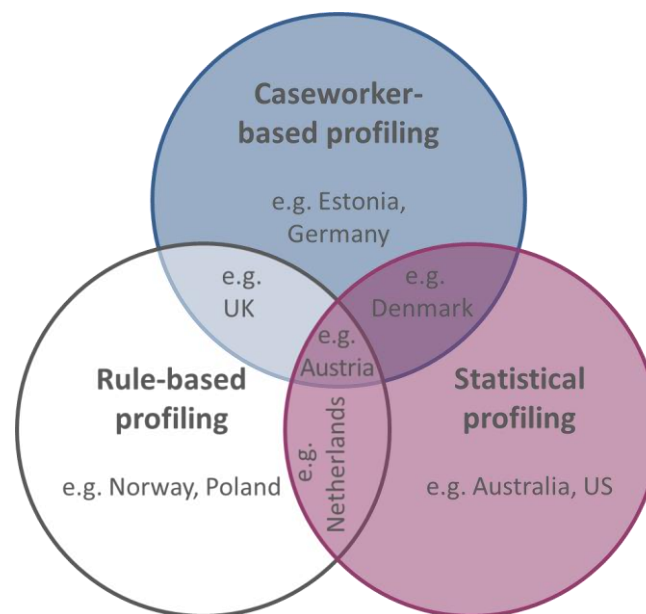 Caseworker-
based profiling
e.g. Estonia,
Germany
e.g.
UK
e.g.
Denmark
e.g.
Austria
Rule-based
profiling
Statistical
profiling
e.g.
Netherlands
e.g. Norway, Poland
e.g. Australia, US